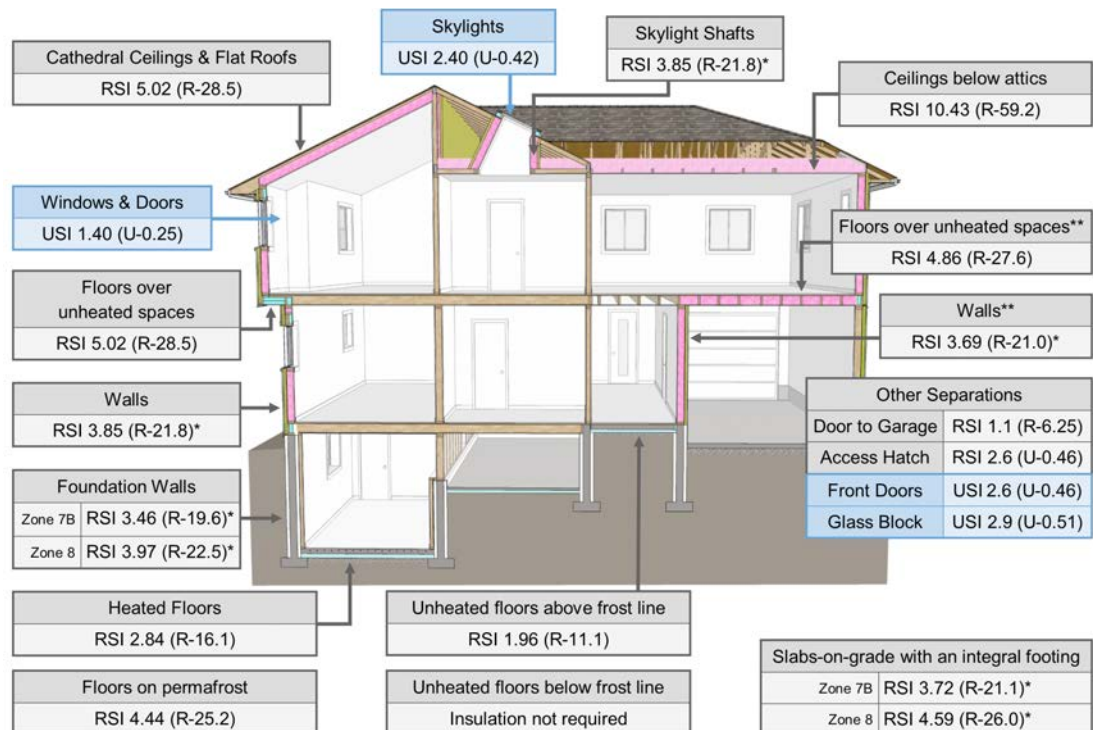 Skylights
USI 2.40 (U-0.42)
Skylight Shafts
RSI 3.85 (R-21.8)*
Cathedral Ceilings & Flat Roofs
RSI 5.02 (R-28.5)
Ceilings below attics
RSI 10.43 (R-59.2)
Windows & Doors
USI 1.40 (U-0.25)
Floors over unheated spaces**
RSI 4.86 (R-27.6)
Floors over
unheated spaces
RSI 5.02 (R-28.5)
Walls**
RSI 3.69 (R-21.0)*
Walls
RSI 3.85 (R-21.8)*
Other Separations
Door to Garage RSI 1.1 (R-6.25)
Access Hatch RSI 2.6 (U-0.46)
Front Doors USI 2.6 (U-0.46)
Glass Block USI 2.9 (U-0.51)
Foundation Walls
Zone 7B RSI 3.46 (R-19.6)*
Zone 8 RSI 3.97 (R-22.5)*
Heated Floors
RSI 2.84 (R-16.1)
Unheated floors above frost line
RSI 1.96 (R-11.1)
Floors on permafrost
RSI 4.44 (R-25.2)
Unheated floors below frost line
Insulation not required
Slabs-on-grade with an integral footing
Zone 7B RSI 3.72 (R-21.1)*
Zone 8 RSI 4.59 (R-26.0)*